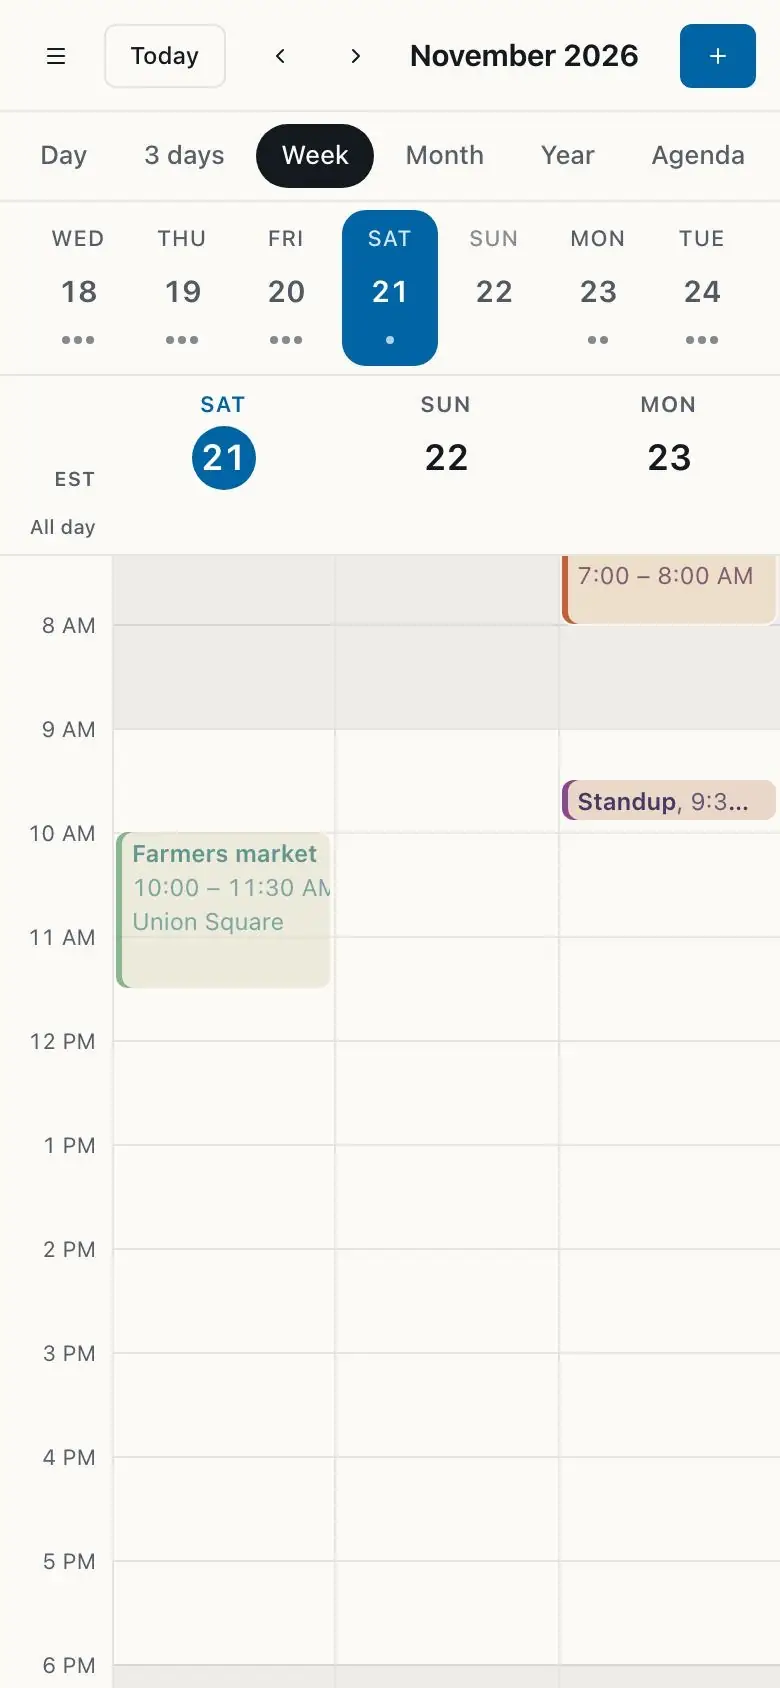 Today
November 2026
Day 3 days Week Month Year Agenda
WED THU FRI SAT SUN MON TUE
18 19 20 21 22 23 24
SAT SUN MON
21 22 23
EST
All day
7:00 – 8:00 AM
8 AM
9 AM
Standup, 9:3...
10 AM
Farmers market
10:00 – 11:30 AM
Union Square
11 AM
12 PM
1 PM
2 PM
3 PM
4 PM
5 PM
6 PM